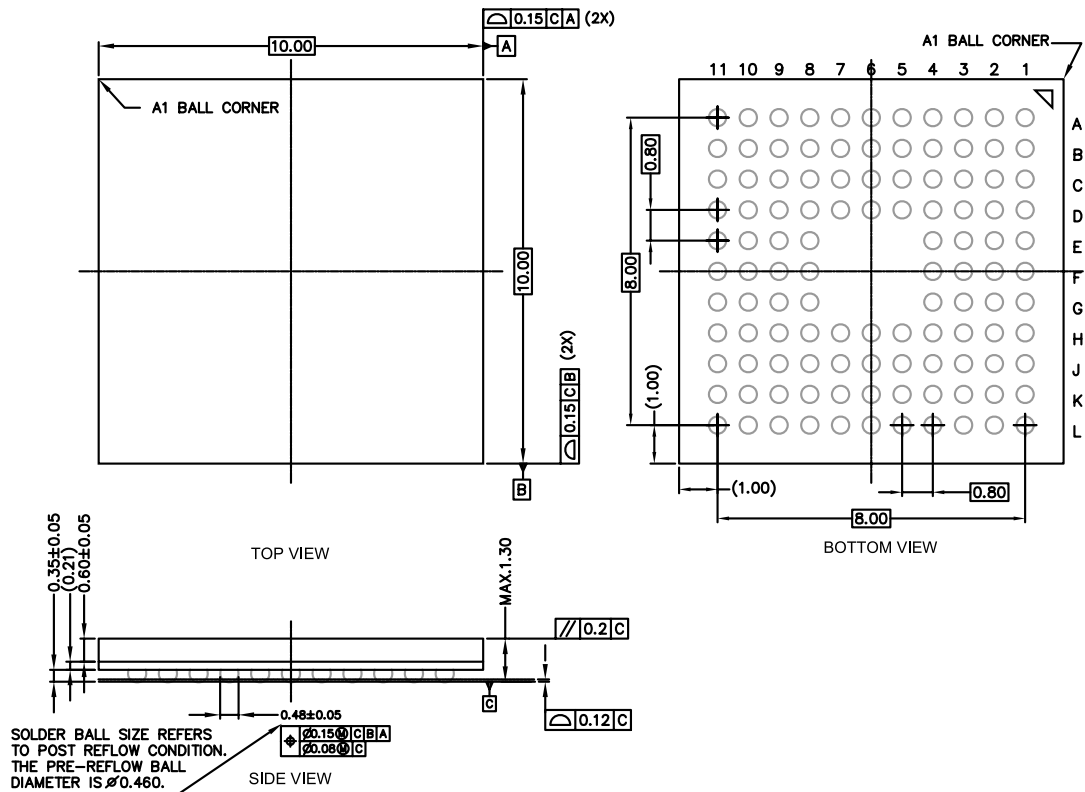 ⌓ 0.15 C A (2X)
10.00
A
A1 BALL CORNER
A1 BALL CORNER
11 10 9 8 7 6 5 4 3 2 1
A
B
C
D
E
F
G
H
J
K
L
0.80
8.00
(1.00)
(1.00)
0.80
8.00
BOTTOM VIEW
10.00
⌓ 0.15 C B (2X)
B
TOP VIEW
0.35±0.05
(0.21)
0.60±0.05
MAX.1.30
// 0.2 C
C
⌓ 0.12 C
0.48±0.05
⌖ Ø0.15Ⓜ C B A
Ø0.08Ⓜ C
SOLDER BALL SIZE REFERS
TO POST REFLOW CONDITION.
THE PRE-REFLOW BALL
DIAMETER IS Ø0.460.
SIDE VIEW